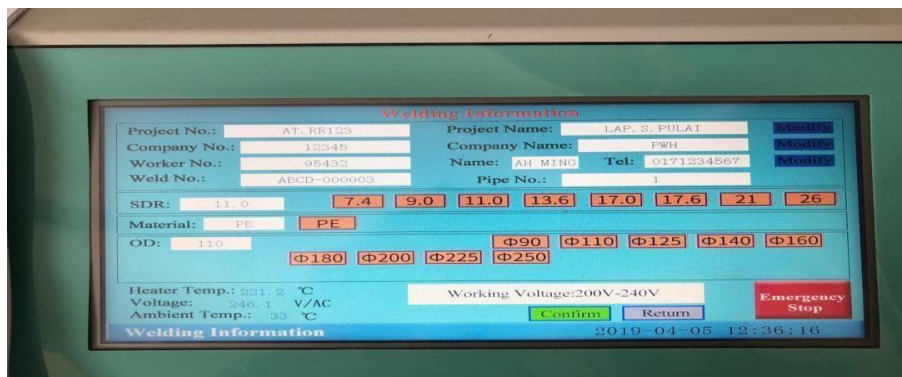 Welding Information
Project No.: AT.RR123 Project Name: LAP.S.PULAI Modify
Company No.: 12345 Company Name: PWH Modify
Worker No.: 95432 Name: AH MING Tel: 0171234567 Modify
Weld No.: ABCD-000003 Pipe No.: 1
SDR: 11.0 7.4 9.0 11.0 13.6 17.0 17.6 21 26
Material: PE PE
OD: 110 Φ90 Φ110 Φ125 Φ140 Φ160
Φ180 Φ200 Φ225 Φ250
Heater Temp.: 221.2 ℃ Working Voltage:200V-240V Emergency Stop
Voltage: 246.1 V/AC
Ambient Temp.: 33 ℃ Confirm Return
Welding Information 2019-04-05 12:36:16